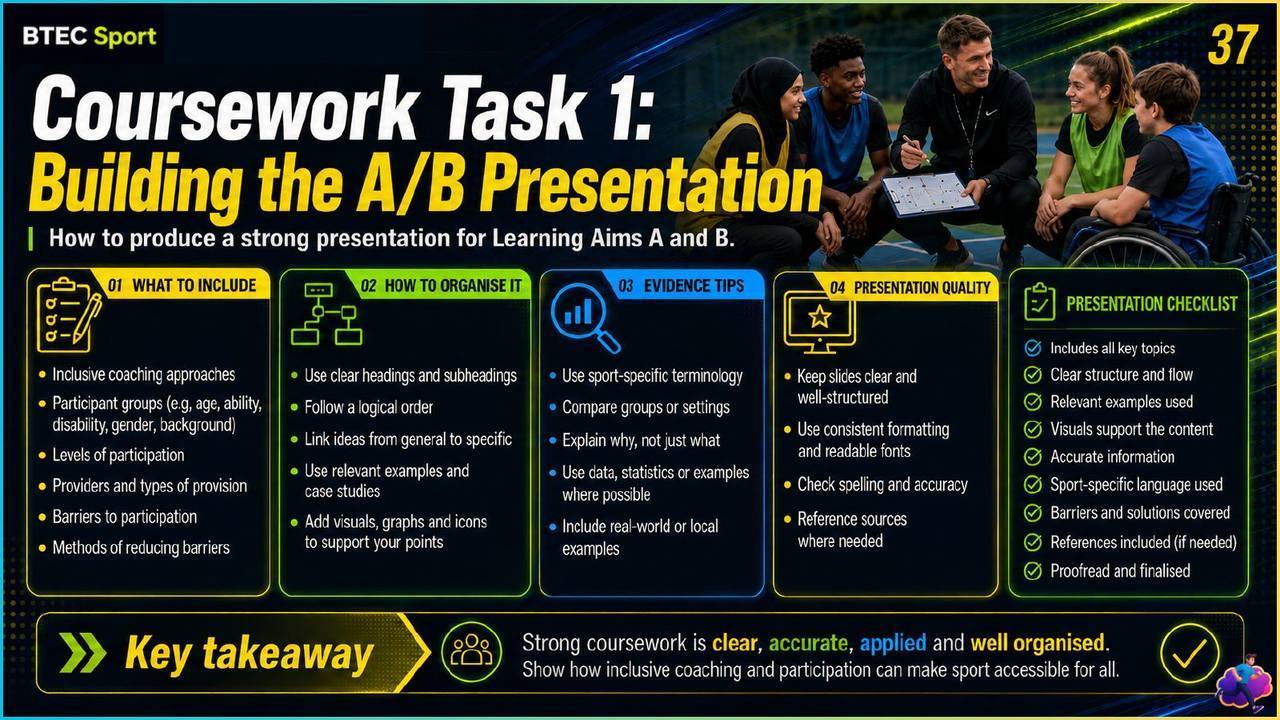 BTEC Sport
37
Coursework Task 1:
Building the A/B Presentation
How to produce a strong presentation for Learning Aims A and B.
01 WHAT TO INCLUDE
• Inclusive coaching approaches
• Participant groups (e.g, age, ability,
disability, gender, background)
• Levels of participation
• Providers and types of provision
• Barriers to participation
• Methods of reducing barriers
02 HOW TO ORGANISE IT
• Use clear headings and subheadings
• Follow a logical order
• Link ideas from general to specific
• Use relevant examples and
case studies
• Add visuals, graphs and icons
to support your points
03 EVIDENCE TIPS
• Use sport-specific terminology
• Compare groups or settings
• Explain why, not just what
• Use data, statistics or examples
where possible
• Include real-world or local
examples
04 PRESENTATION QUALITY
• Keep slides clear and
well-structured
• Use consistent formatting
and readable fonts
• Check spelling and accuracy
• Reference sources
where needed
PRESENTATION CHECKLIST
Includes all key topics
Clear structure and flow
Relevant examples used
Visuals support the content
Accurate information
Sport-specific language used
Barriers and solutions covered
References included (if needed)
Proofread and finalised
Key takeaway
Strong coursework is clear, accurate, applied and well organised.
Show how inclusive coaching and participation can make sport accessible for all.